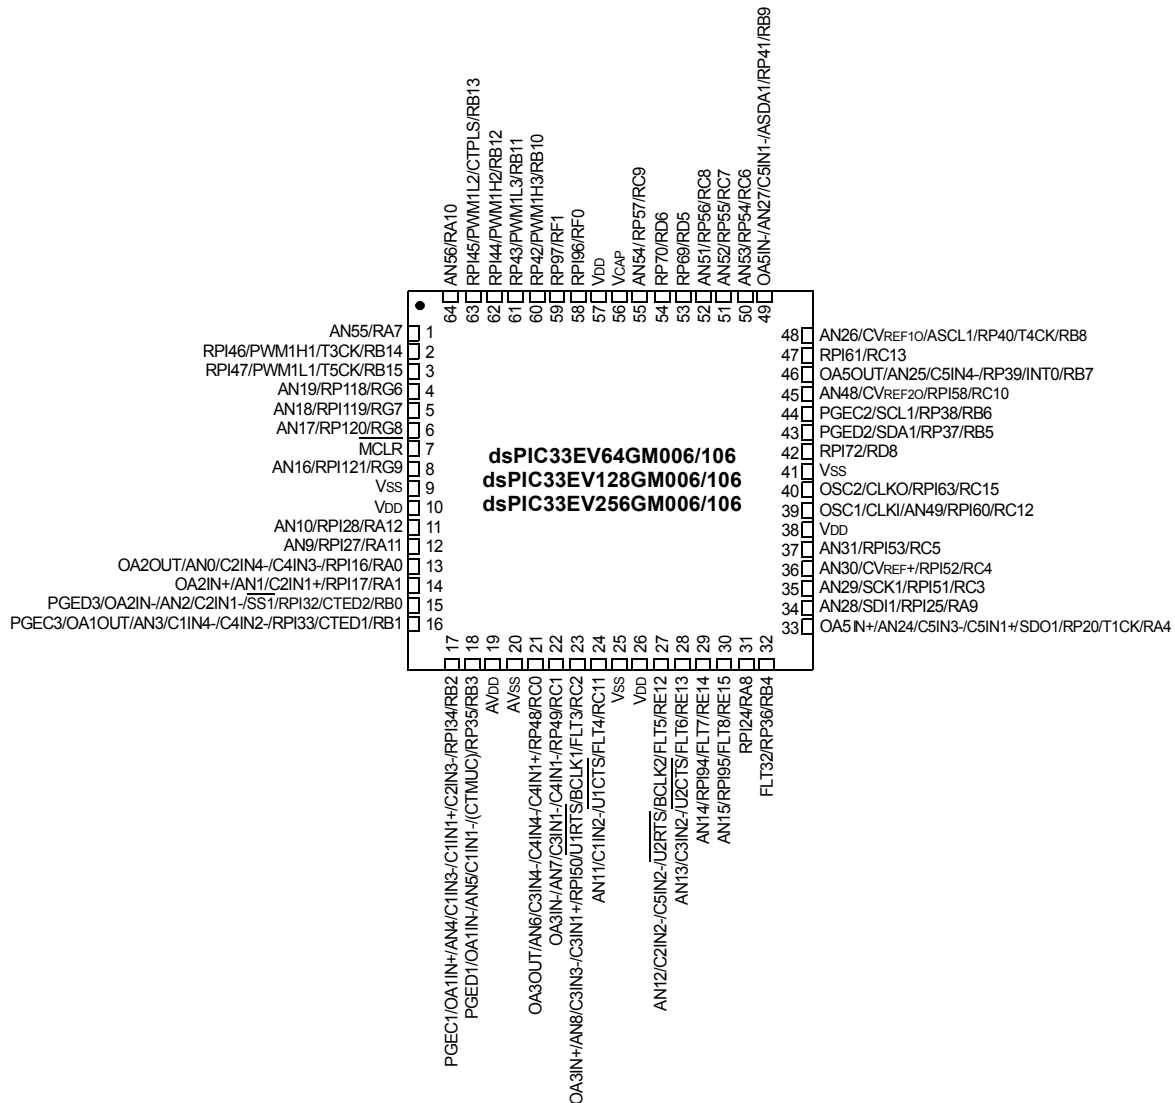 OA5IN-/AN27/C5IN1-/ASDA1/RP41/RB9
AN53/RP54/RC6
AN52/RP55/RC7
AN51/RP56/RC8
RP69/RD5
RP70/RD6
AN54/RP57/RC9
VCAP
VDD
RPI96/RF0
RP97/RF1
RP42/PWM1H3/RB10
RP43/PWM1L3/RB11
RPI44/PWM1H2/RB12
RPI45/PWM1L2/CTPLS/RB13
AN56/RA10
64 63 62 61 60 59 58 57 56 55 54 53 52 51 50 49
AN55/RA7 1
RPI46/PWM1H1/T3CK/RB14 2
RPI47/PWM1L1/T5CK/RB15 3
AN19/RP118/RG6 4
AN18/RPI119/RG7 5
AN17/RP120/RG8 6
MCLR 7
AN16/RPI121/RG9 8
VSS 9
VDD 10
AN10/RPI28/RA12 11
AN9/RPI27/RA11 12
OA2OUT/AN0/C2IN4-/C4IN3-/RPI16/RA0 13
OA2IN+/AN1/C2IN1+/RPI17/RA1 14
PGED3/OA2IN-/AN2/C2IN1-/SS1/RPI32/CTED2/RB0 15
PGEC3/OA1OUT/AN3/C1IN4-/C4IN2-/RPI33/CTED1/RB1 16
dsPIC33EV64GM006/106
dsPIC33EV128GM006/106
dsPIC33EV256GM006/106
48 AN26/CVREF1O/ASCL1/RP40/T4CK/RB8
47 RPI61/RC13
46 OA5OUT/AN25/C5IN4-/RP39/INT0/RB7
45 AN48/CVREF2O/RPI58/RC10
44 PGEC2/SCL1/RP38/RB6
43 PGED2/SDA1/RP37/RB5
42 RPI72/RD8
41 VSS
40 OSC2/CLKO/RPI63/RC15
39 OSC1/CLKI/AN49/RPI60/RC12
38 VDD
37 AN31/RPI53/RC5
36 AN30/CVREF+/RPI52/RC4
35 AN29/SCK1/RPI51/RC3
34 AN28/SDI1/RPI25/RA9
33 OA5IN+/AN24/C5IN3-/C5IN1+/SDO1/RP20/T1CK/RA4
17 18 19 20 21 22 23 24 25 26 27 28 29 30 31 32
PGEC1/OA1IN+/AN4/C1IN3-/C1IN1+/C2IN3-/RPI34/RB2
PGED1/OA1IN-/AN5/C1IN1-/(CTMUC)/RP35/RB3
AVDD
AVSS
OA3OUT/AN6/C3IN4-/C4IN4-/C4IN1+/RP48/RC0
OA3IN-/AN7/C3IN1-/C4IN1-/RP49/RC1
OA3IN+/AN8/C3IN3-/C3IN1+/RPI50/U1RTS/BCLK1/FLT3/RC2
AN11/C1IN2-/U1CTS/FLT4/RC11
VSS
VDD
AN12/C2IN2-/C5IN2-/U2RTS/BCLK2/FLT5/RE12
AN13/C3IN2-/U2CTS/FLT6/RE13
AN14/RPI94/FLT7/RE14
AN15/RPI95/FLT8/RE15
RPI24/RA8
FLT32/RP36/RB4